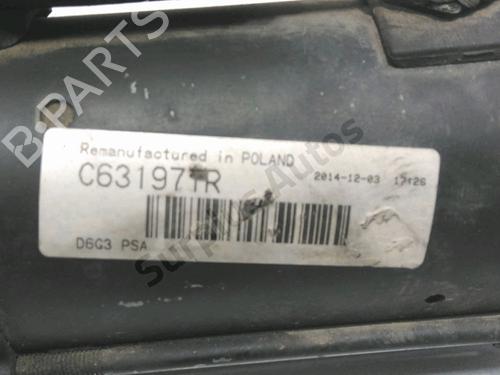 B-PARTS
Remanufactured in POLAND
C631971R 2014-12-03 17:26
Surplus Autos
D6G3 PSA